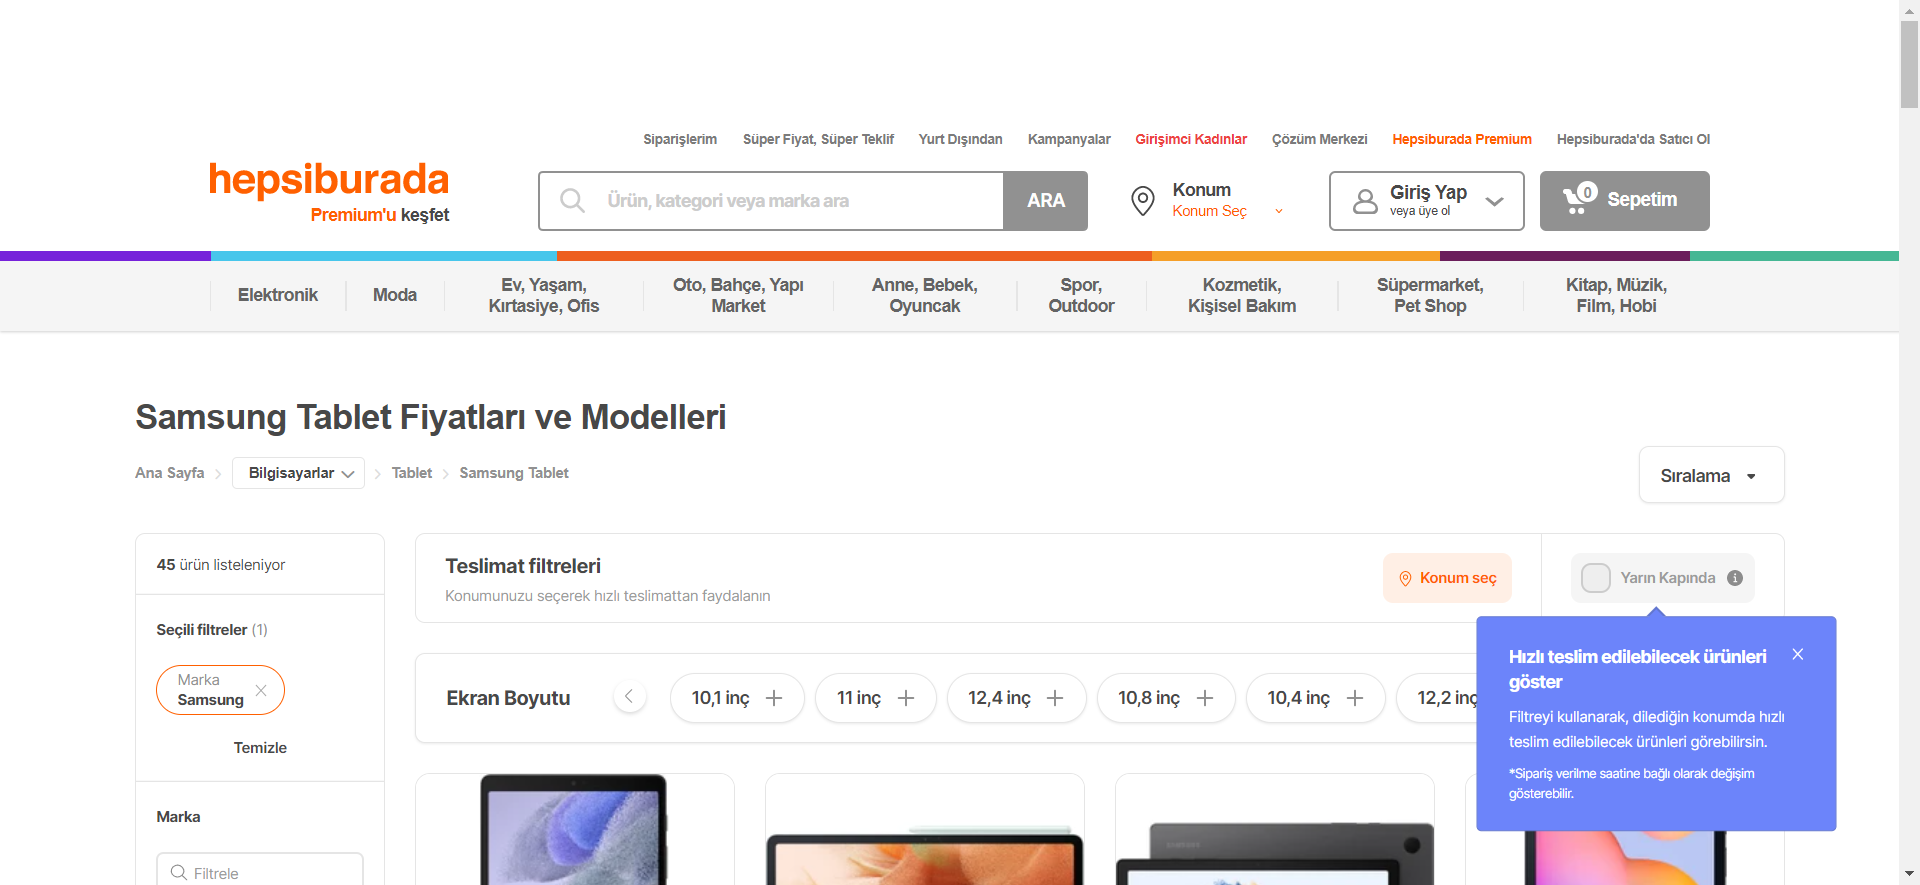 Siparişlerim
Süper Fiyat, Süper Teklif
Yurt Dışından
Kampanyalar
Girişimci Kadınlar
Çözüm Merkezi
Hepsiburada Premium
Hepsiburada'da Satıcı Ol
hepsiburada
Premium'u keşfet
Ürün, kategori veya marka ara
ARA
Konum
Konum Seç
Giriş Yap
veya üye ol
0
Sepetim
Elektronik
Moda
Ev, Yaşam,
Kırtasiye, Ofis
Oto, Bahçe, Yapı
Market
Anne, Bebek,
Oyuncak
Spor,
Outdoor
Kozmetik,
Kişisel Bakım
Süpermarket,
Pet Shop
Kitap, Müzik,
Film, Hobi
Samsung Tablet Fiyatları ve Modelleri
Ana Sayfa
Bilgisayarlar
Tablet
Samsung Tablet
Sıralama
45 ürün listeleniyor
Seçili filtreler (1)
Marka
Samsung
Temizle
Marka
Filtrele
Teslimat filtreleri
Konumunuzu seçerek hızlı teslimattan faydalanın
Konum seç
Yarın Kapında
Ekran Boyutu
10,1 inç
11 inç
12,4 inç
10,8 inç
10,4 inç
12,2 inç
Hızlı teslim edilebilecek ürünleri
göster
Filtreyi kullanarak, dilediğin konumda hızlı
teslim edilebilecek ürünleri görebilirsin.
*Sipariş verilme saatine bağlı olarak değişim
gösterebilir.
SAMSUNG